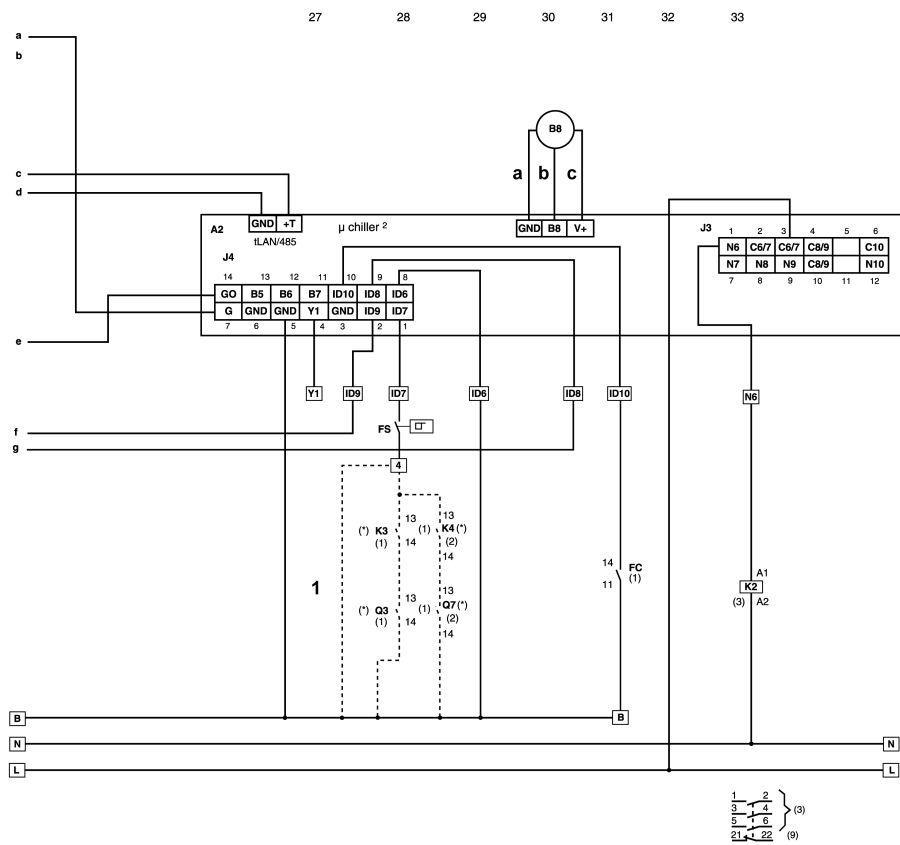 27 28 29 30 31 32 33
a
b
B8
a b c
c
d
GND +T
tLAN/485
A2
µ chiller 2
GND B8 V+
J3
1 2 3 4 5 6
N6 C6/7 C6/7 C8/9 C10
N7 N8 N9 C8/9 N10
7 8 9 10 11 12
J4
14 13 12 11 10 9 8
GO B5 B6 B7 ID10 ID8 ID6
G GND GND Y1 GND ID9 ID7
7 6 5 4 3 2 1
e
Y1 ID9 ID7 ID6 ID8 ID10 N6
FS
f
g
4
13 13
(*) K3 (1) K4(*)
(1) 14 (2)
14
14 FC
11 (1)
A1
K2
(3) A2
1
13 13
(*) Q3 (1) Q7(*)
(1) 14 (2)
14
B B
N N
L L
1 2
3 4 (3)
5 6
21 22 (9)